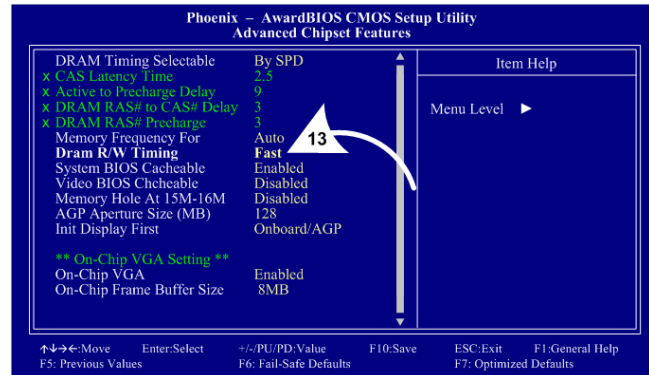 Phoenix – AwardBIOS CMOS Setup Utility
Advanced Chipset Features
DRAM Timing Selectable By SPD
x CAS Latency Time 2.5
x Active to Precharge Delay 9
x DRAM RAS# to CAS# Delay 3
x DRAM RAS# Precharge 3
Memory Frequency For Auto
Dram R/W Timing Fast
System BIOS Cacheable Enabled
Video BIOS Chcheable Disabled
Memory Hole At 15M-16M Disabled
AGP Aperture Size (MB) 128
Init Display First Onboard/AGP
** On-Chip VGA Setting **
On-Chip VGA Enabled
On-Chip Frame Buffer Size 8MB
13
Item Help
Menu Level ►
↑↓→←:Move Enter:Select +/-/PU/PD:Value F10:Save ESC:Exit F1:General Help
F5: Previous Values F6: Fail-Safe Defaults F7: Optimized Defaults